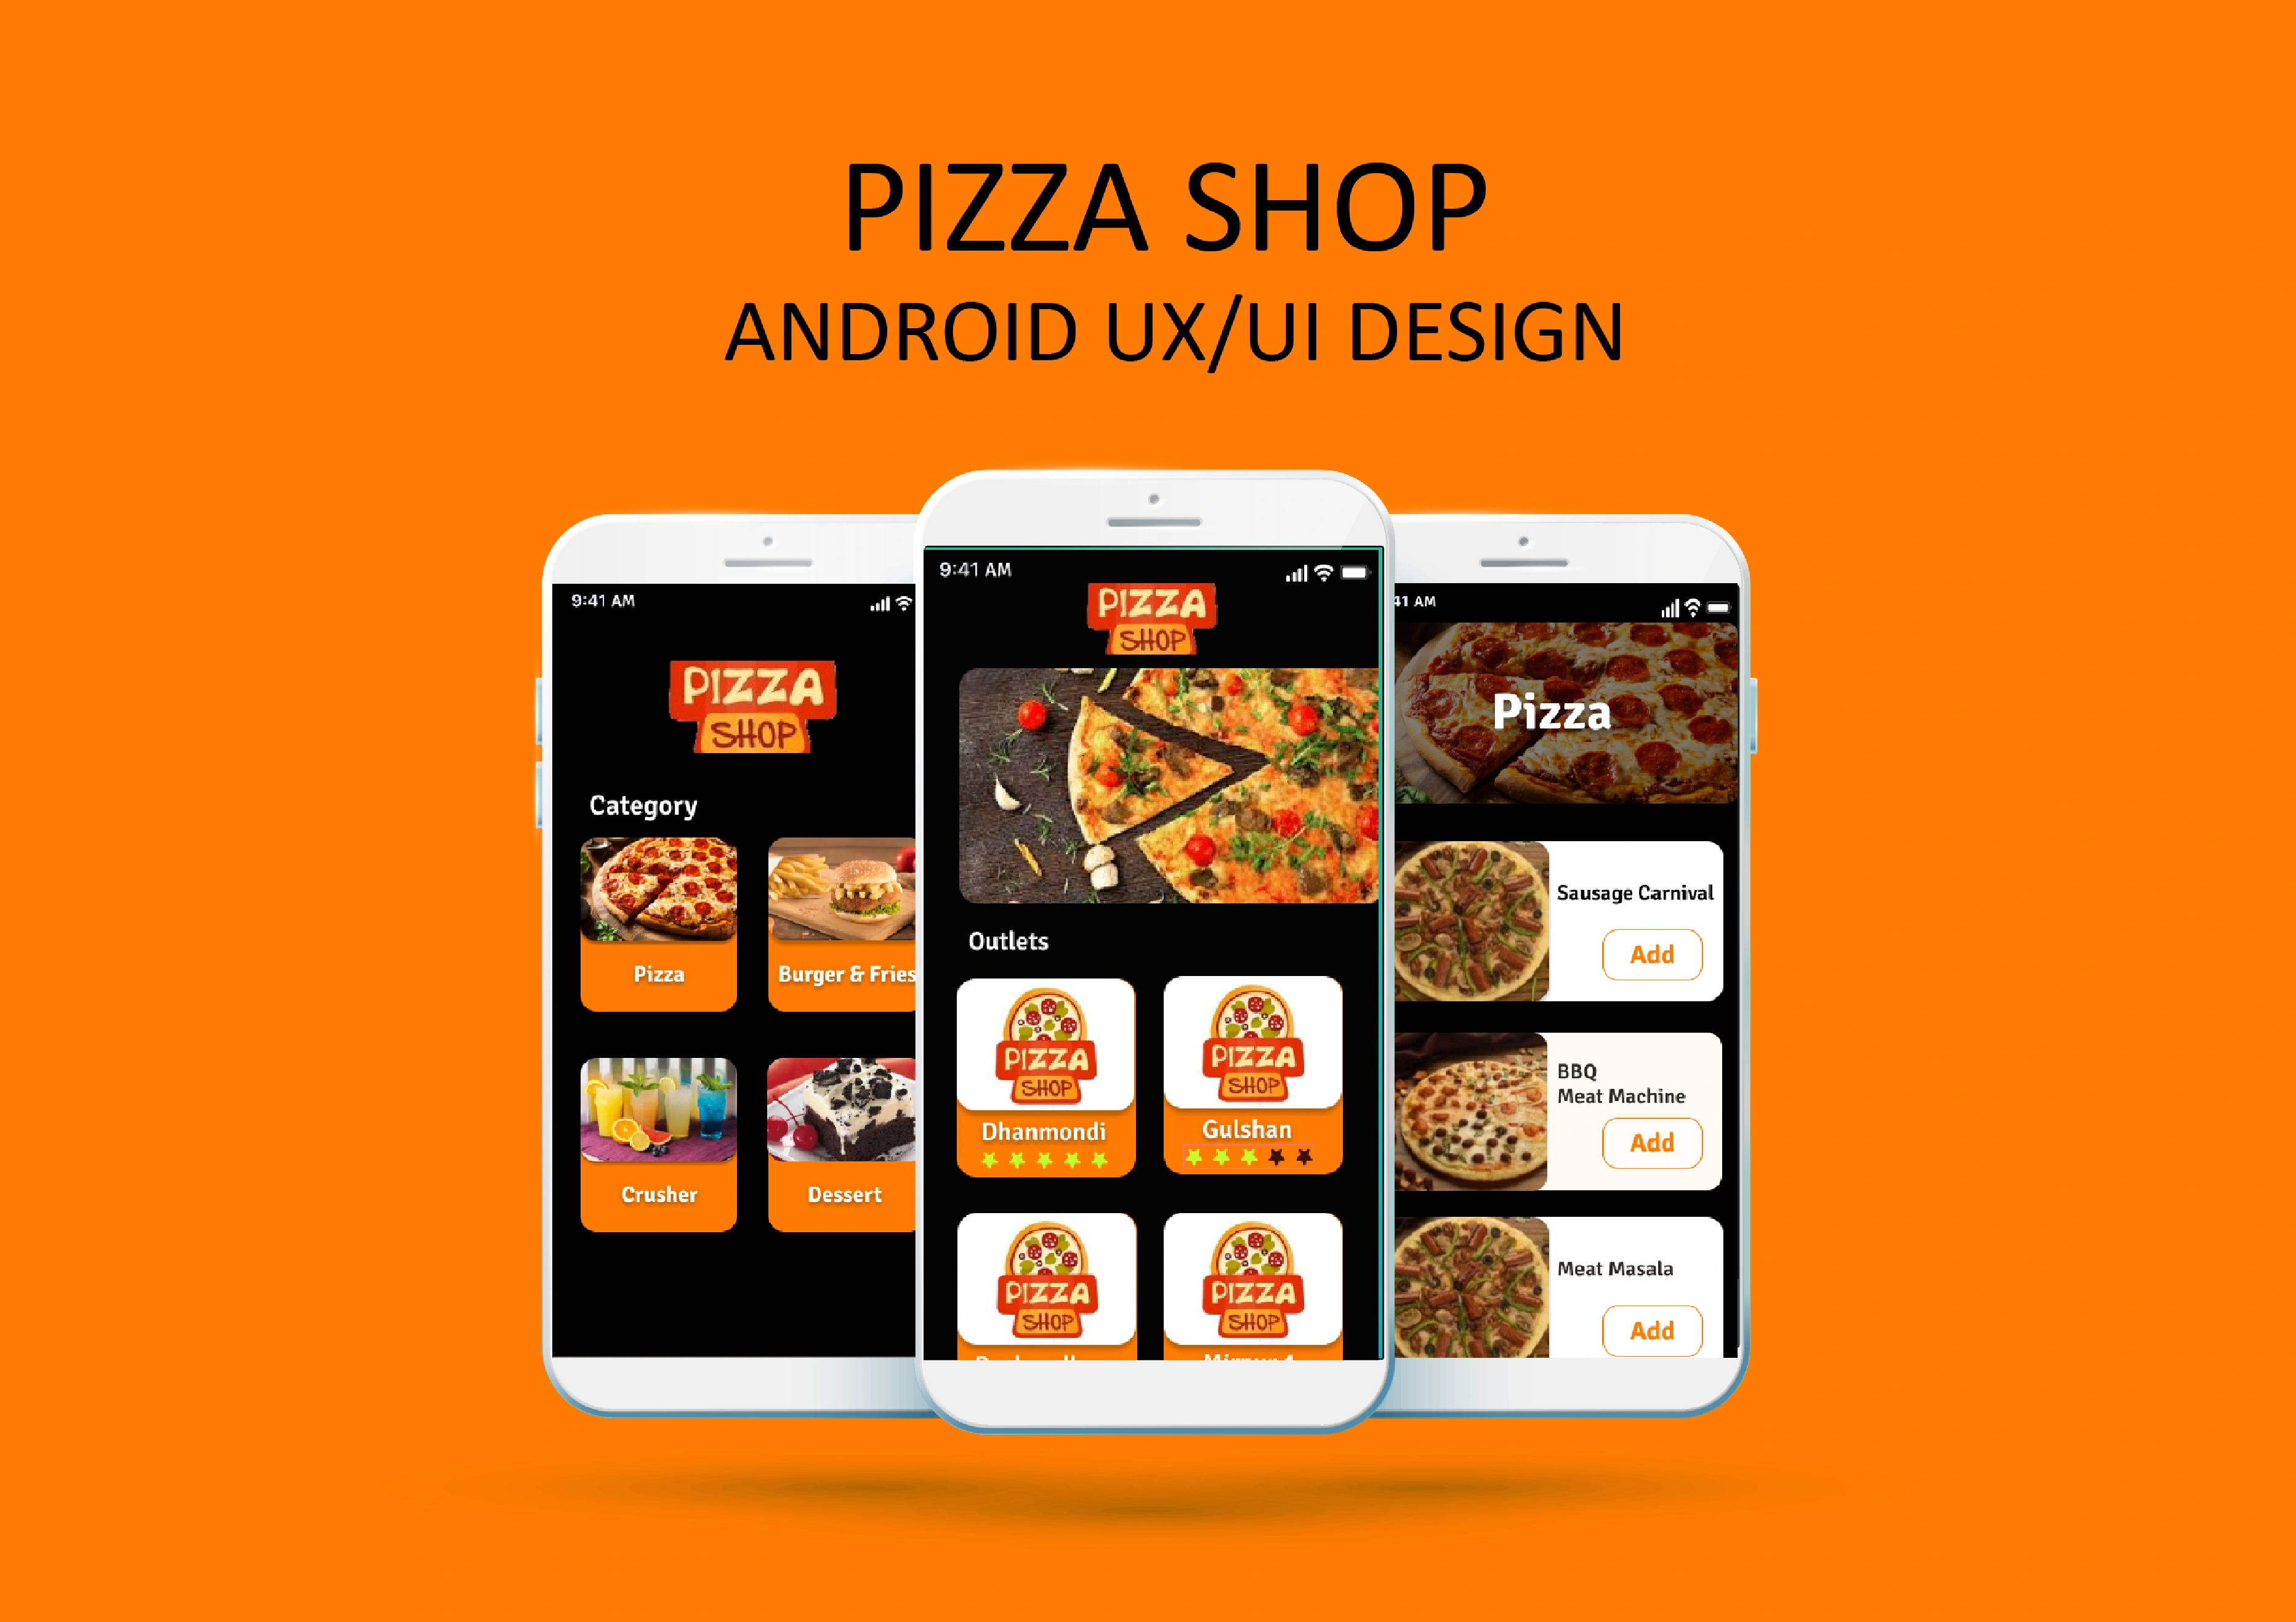 PIZZA SHOP
ANDROID UX/UI DESIGN
9:41 AM
PIZZA
SHOP
Category
Pizza
Burger & Fries
Crusher
Dessert
9:41 AM
PIZZA
SHOP
Outlets
PIZZA
SHOP
Dhanmondi
PIZZA
SHOP
Gulshan
PIZZA
SHOP
PIZZA
SHOP
41 AM
Pizza
Sausage Carnival
Add
BBQ
Meat Machine
Add
Meat Masala
Add